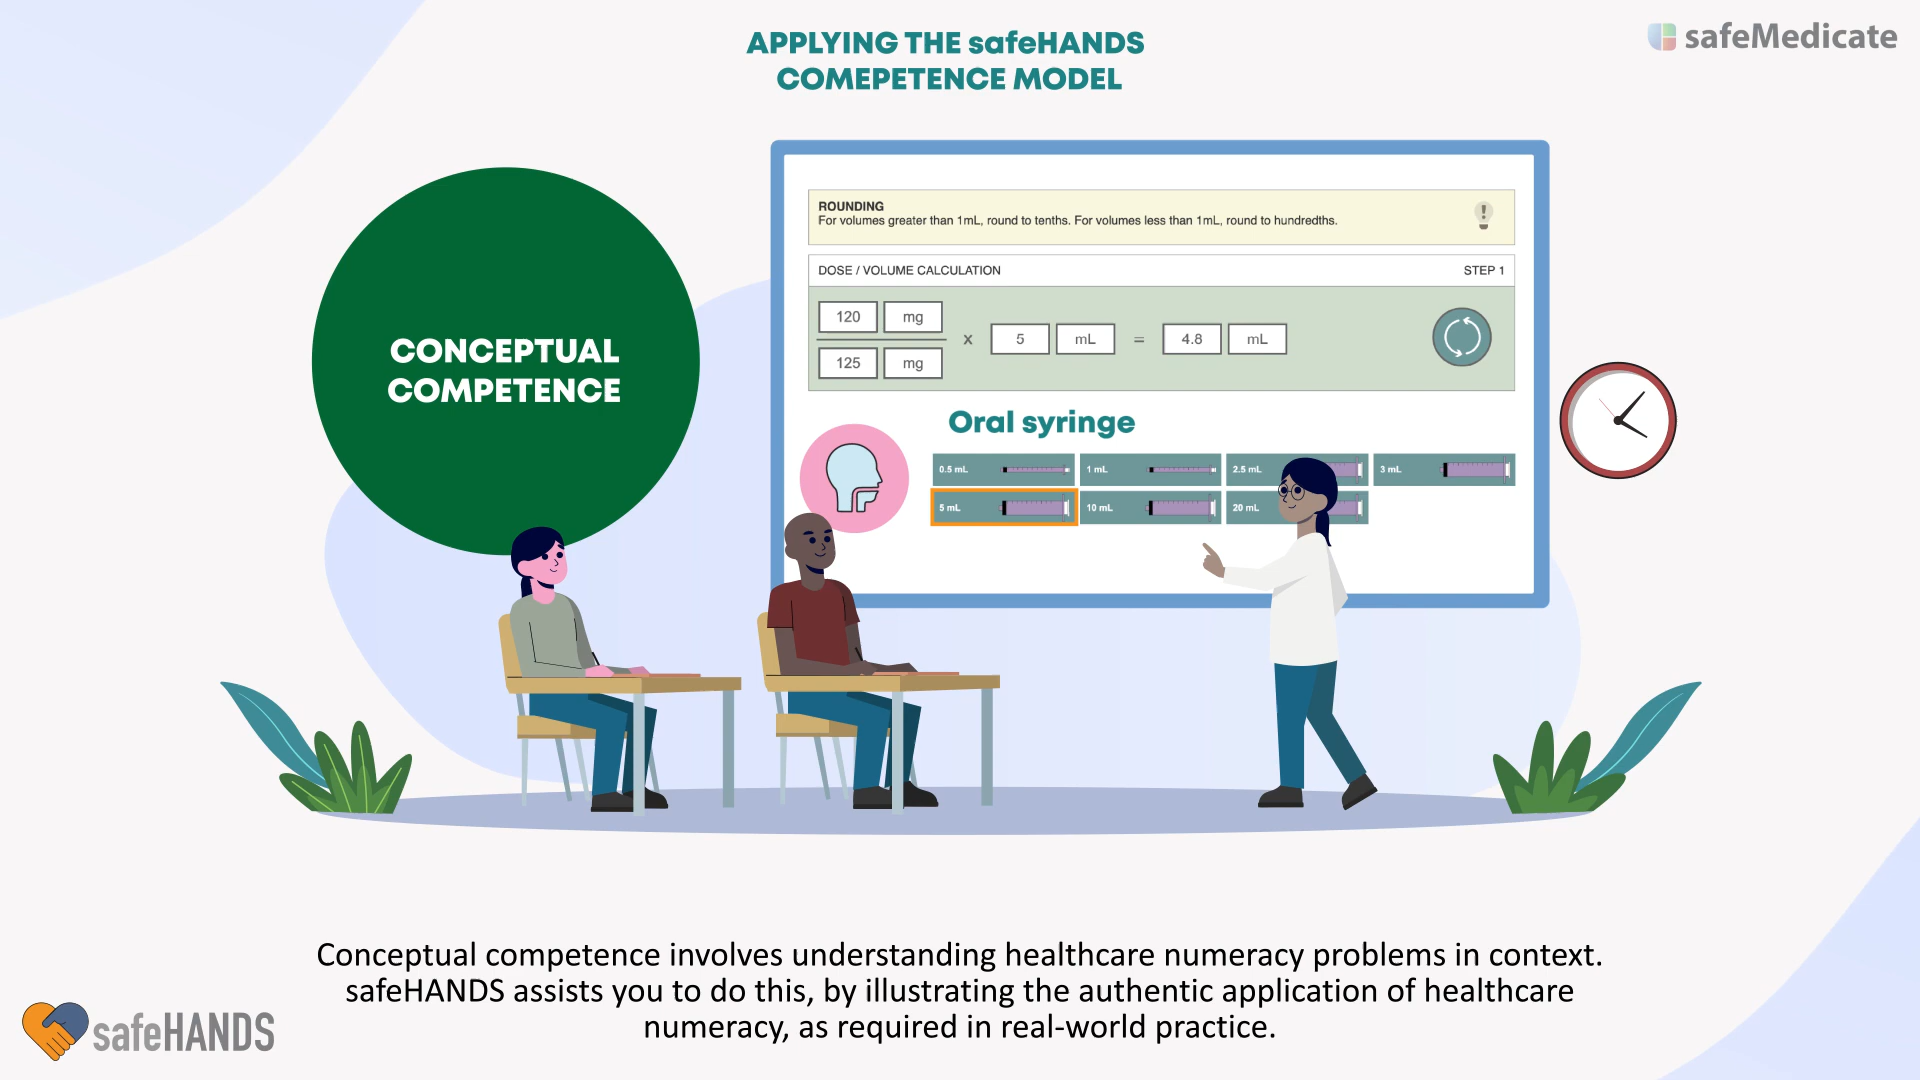 APPLYING THE safeHANDS
COMEPETENCE MODEL
safeMedicate
CONCEPTUAL
COMPETENCE
ROUNDING
For volumes greater than 1mL, round to tenths. For volumes less than 1mL, round to hundredths.
DOSE / VOLUME CALCULATION STEP 1
120 mg
125 mg
x 5 mL = 4.8 mL
Oral syringe
0.5 mL 1 mL 2.5 mL 3 mL
5 mL 10 mL 20 mL
Conceptual competence involves understanding healthcare numeracy problems in context.
safeHANDS assists you to do this, by illustrating the authentic application of healthcare
numeracy, as required in real-world practice.
safeHANDS